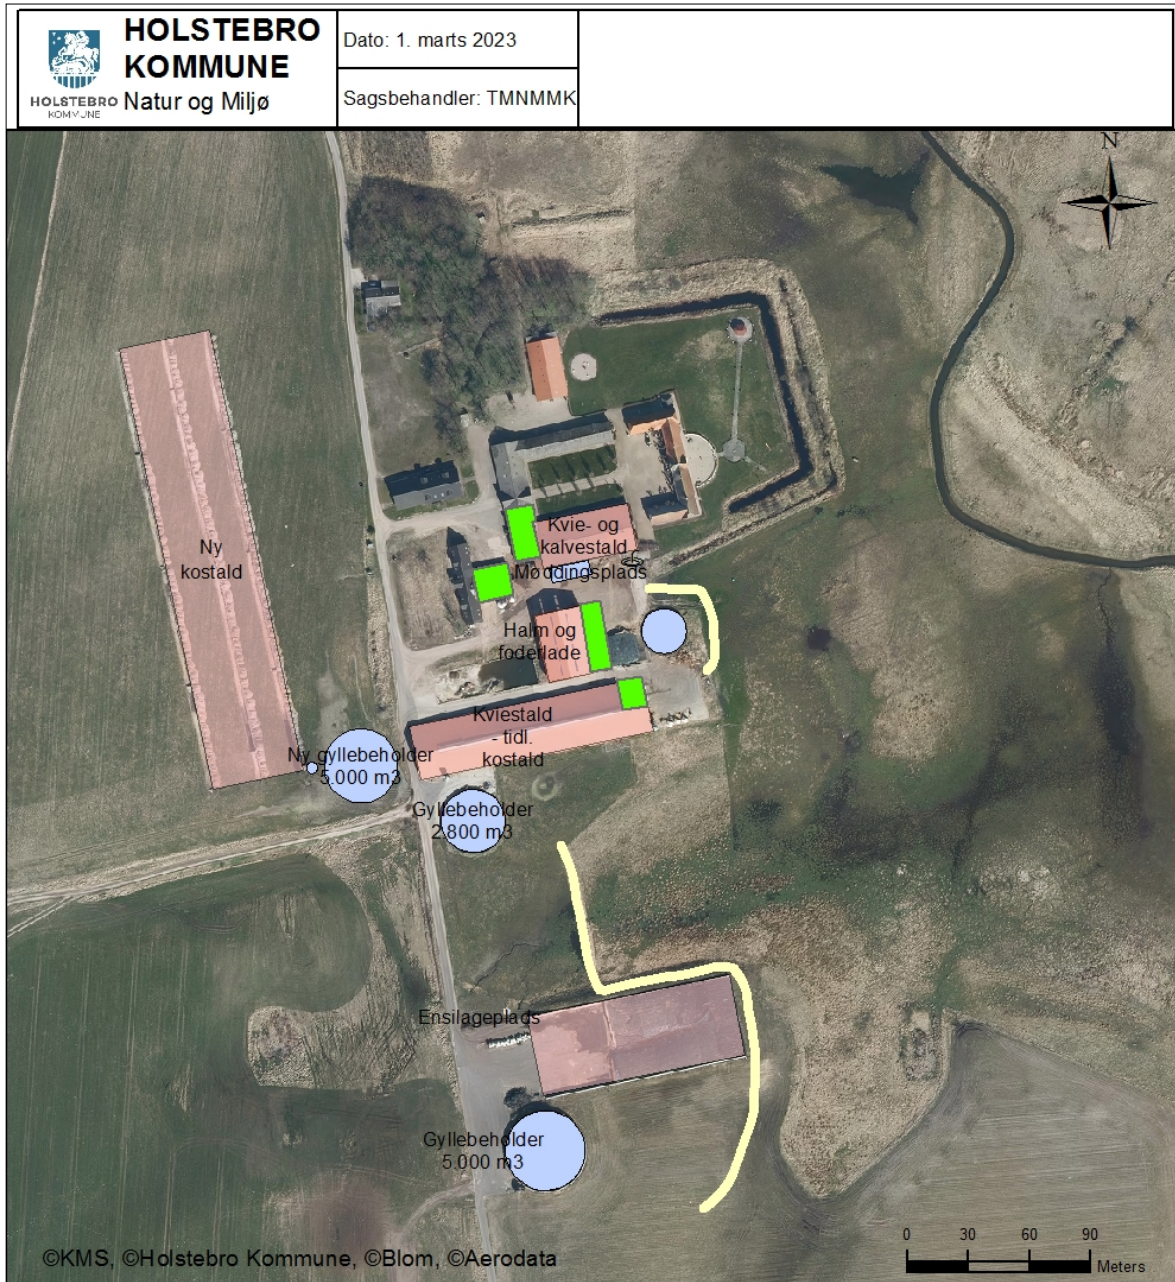 HOLSTEBRO
KOMMUNE
Natur og Miljø
HOLSTEBRO
KOMMUNE
Dato: 1. marts 2023
Sagsbehandler: TMNMMK
N
Kvie- og
kalvestald
Møddingsplads
Ny
kostald
Halm og
foderlade
Kviestald
- tidl.
kostald
Ny gyllebeholder
5.000 m3
Gyllebeholder
2.800 m3
Ensilageplads
Gyllebeholder
5.000 m3
0 30 60 90
Meters
©KMS, ©Holstebro Kommune, ©Blom, ©Aerodata